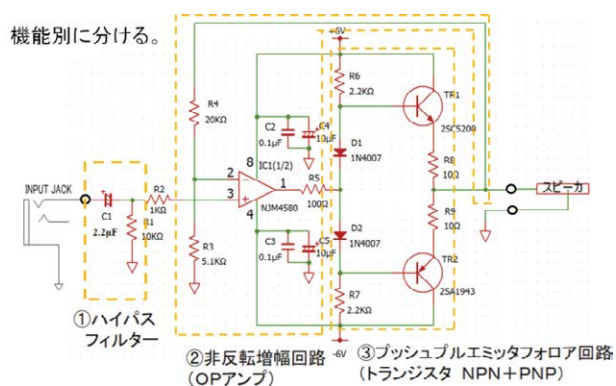 機能別に分ける。
+6V
R6
2.2KΩ
TR1
2SC5200
R4
20KΩ
C2
0.1μF
C4
10μF
8
IC1(1/2)
D1
1N4007
R8
10Ω
INPUT JACK
C1
2.2μF
R2
1KΩ
R1
10KΩ
2
3
1
4
NJM4580
R5
100Ω
スピーカ
R3
5.1KΩ
C3
0.1μF
C5
10μF
D2
1N4007
R9
10Ω
TR2
2SA1943
R7
2.2KΩ
-6V
①ハイパス
フィルター
②非反転増幅回路
(OPアンプ)
③プッシュプルエミッタフォロア回路
(トランジスタ NPN+PNP)